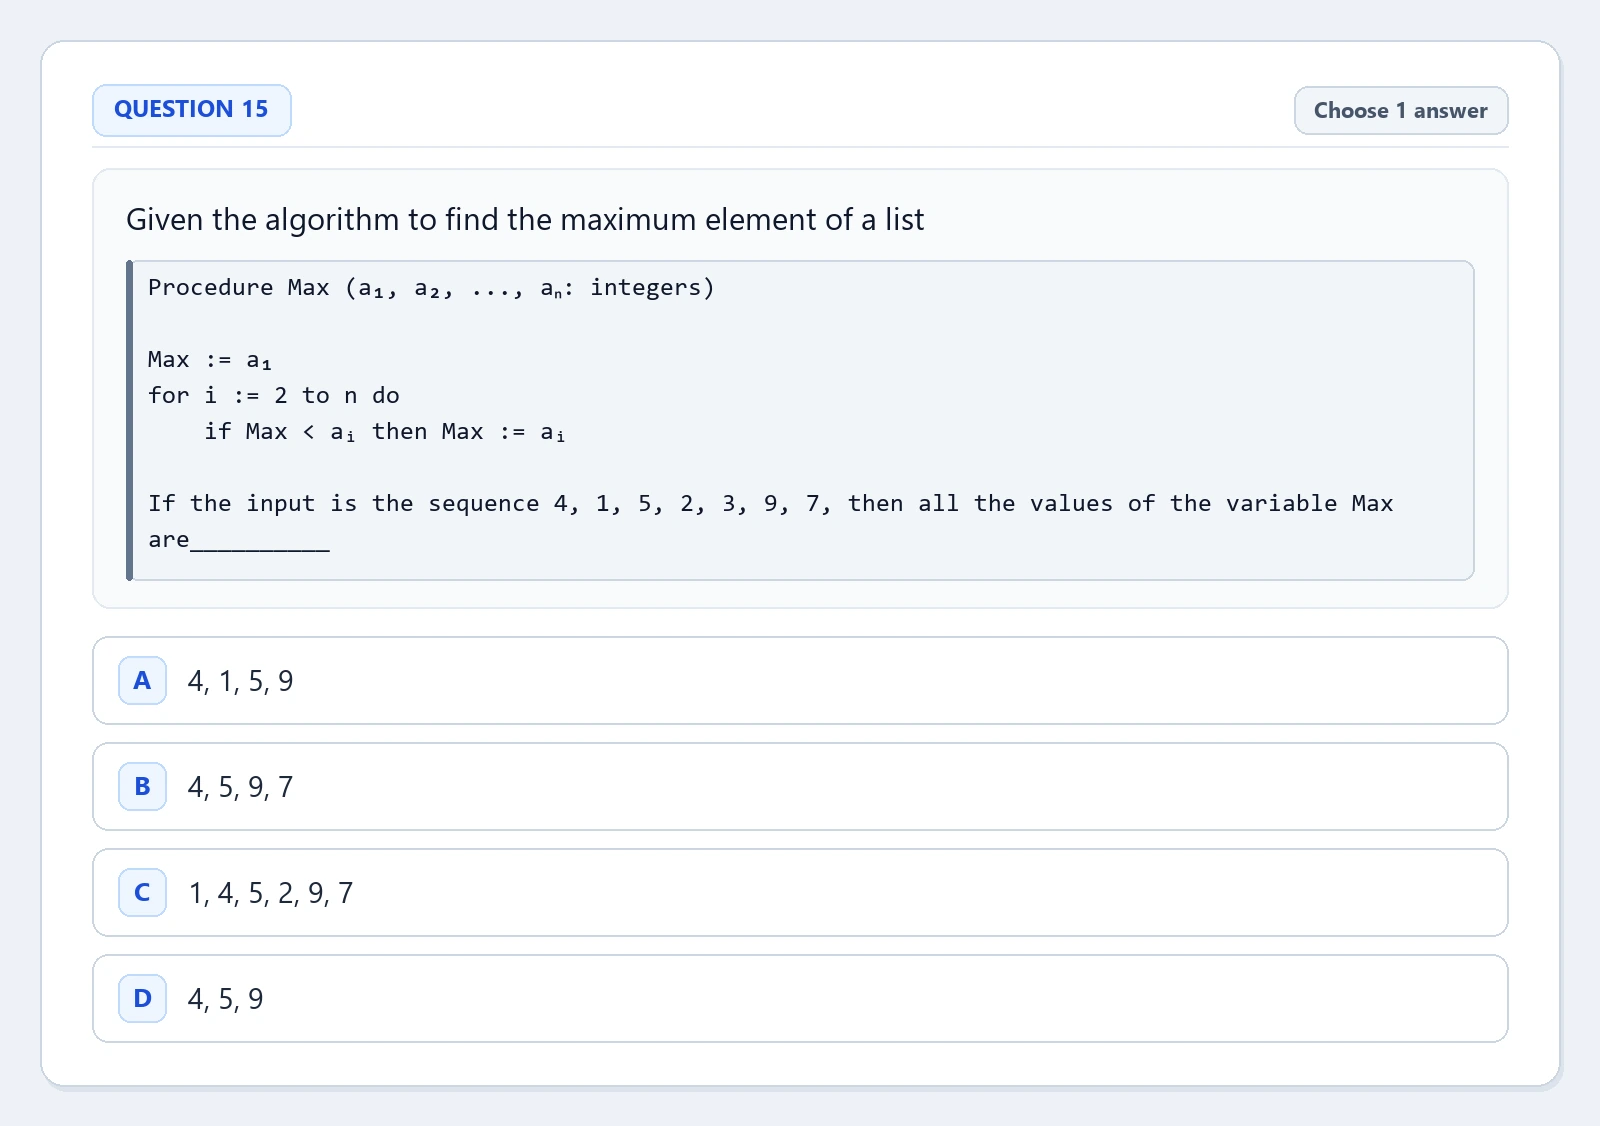 QUESTION 15
Choose 1 answer
Given the algorithm to find the maximum element of a list
Procedure Max (a₁, a₂, ..., aₙ: integers)
Max := a₁
for i := 2 to n do
    if Max < aᵢ then Max := aᵢ
If the input is the sequence 4, 1, 5, 2, 3, 9, 7, then all the values of the variable Max
are__________
A 4, 1, 5, 9
B 4, 5, 9, 7
C 1, 4, 5, 2, 9, 7
D 4, 5, 9